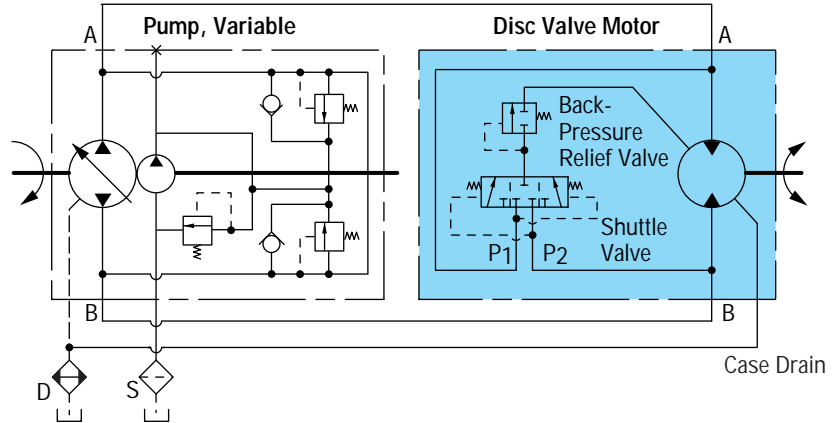 Pump, Variable
Disc Valve Motor
A
A
Back-
Pressure
Relief Valve
Shuttle
Valve
P1
P2
B
B
Case Drain
D
S